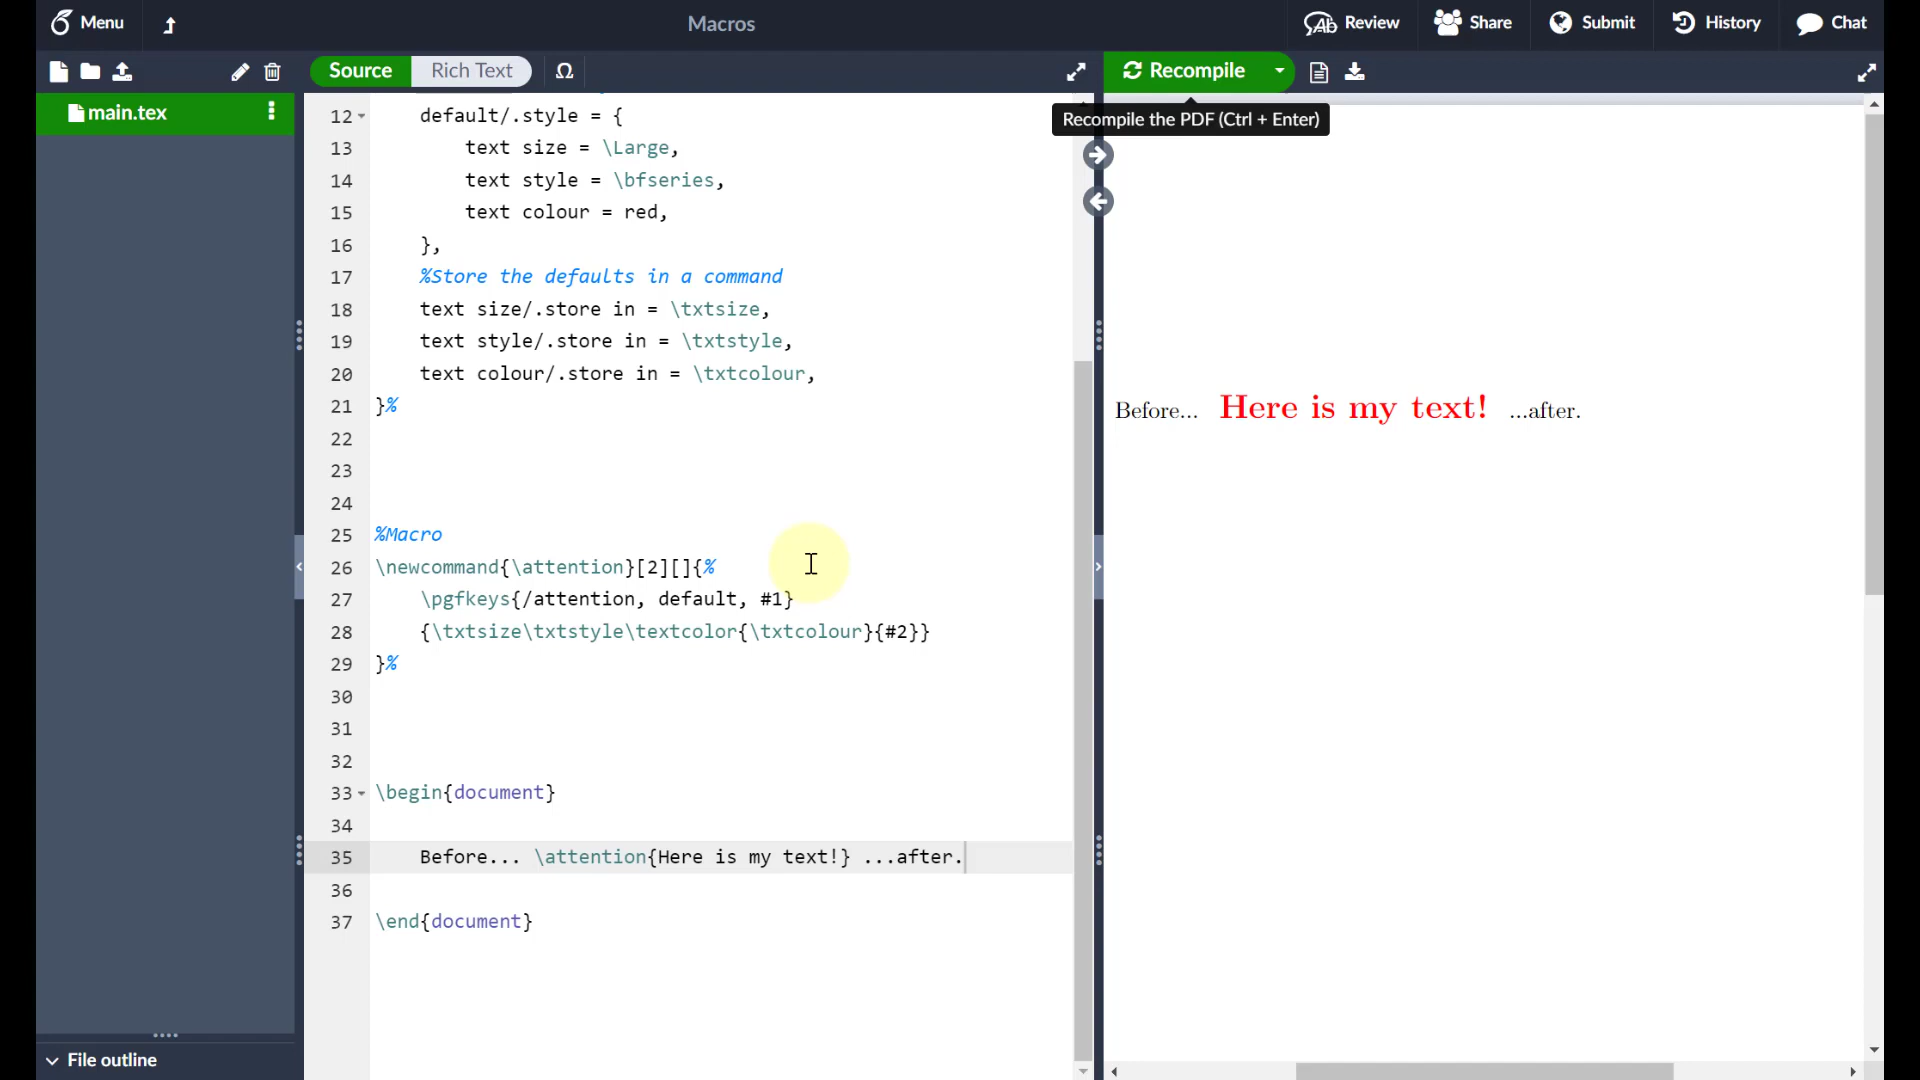 Menu
Macros
Review
Share
Submit
History
Chat
Source
Rich Text
Ω
Recompile
main.tex
Recompile the PDF (Ctrl + Enter)
12 default/.style = {
13 text size = \Large,
14 text style = \bfseries,
15 text colour = red,
16 },
17 %Store the defaults in a command
18 text size/.store in = \txtsize,
19 text style/.store in = \txtstyle,
20 text colour/.store in = \txtcolour,
21 }%
22
23
24
25 %Macro
26 \newcommand{\attention}[2][]{%
27 \pgfkeys{/attention, default, #1}
28 {\txtsize\txtstyle\textcolor{\txtcolour}{#2}}
29 }%
30
31
32
33 \begin{document}
34
35 Before... \attention{Here is my text!} ...after.
36
37 \end{document}
Before... Here is my text! ...after.
File outline